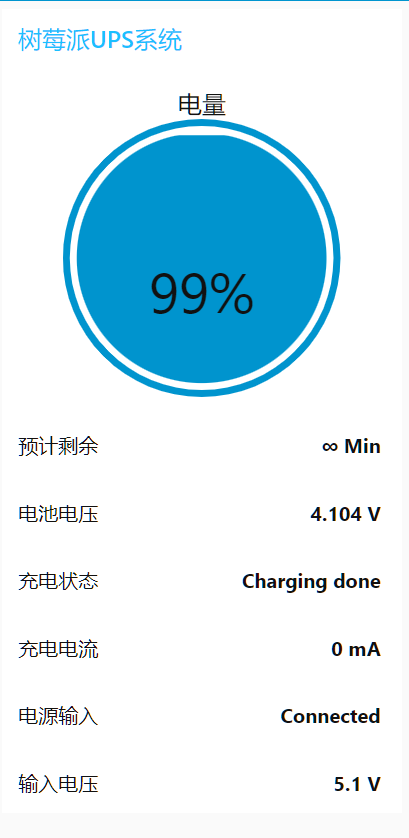 树莓派UPS系统
电量
99%
预计剩余 ∞ Min
电池电压 4.104 V
充电状态 Charging done
充电电流 0 mA
电源输入 Connected
输入电压 5.1 V